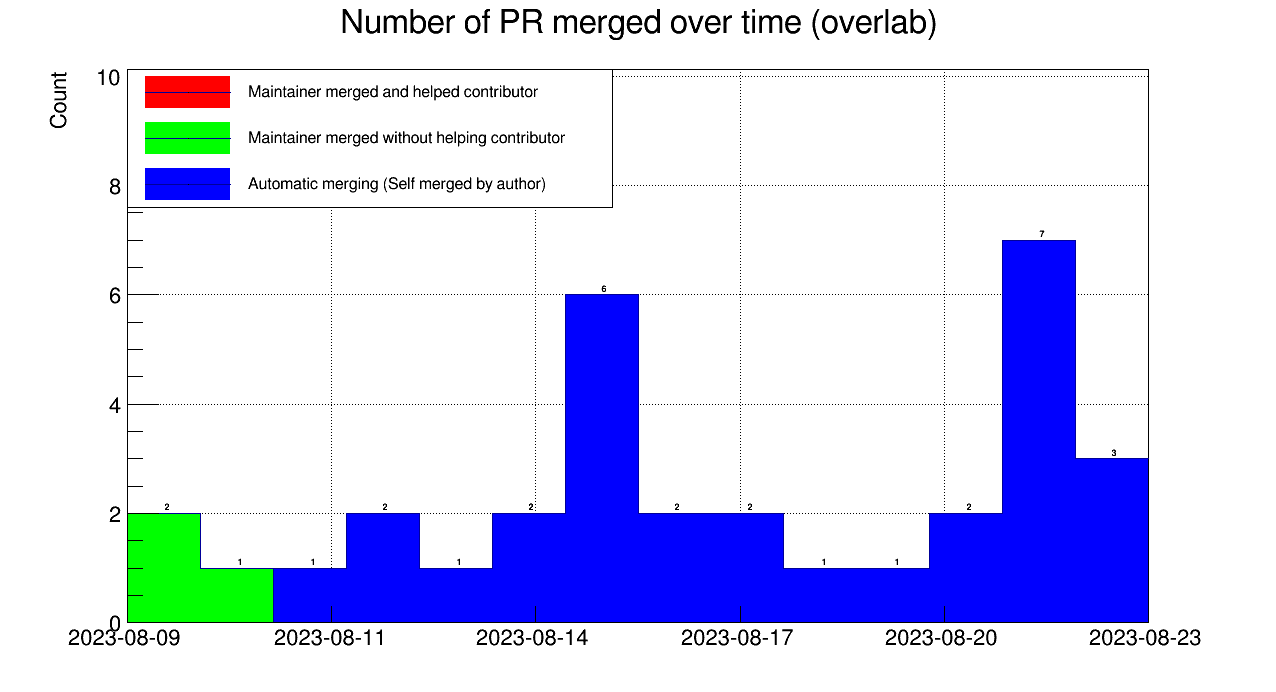 Number of PR merged over time (overlab)
Count
10
8
6
4
2
0
Maintainer merged and helped contributor
Maintainer merged without helping contributor
Automatic merging (Self merged by author)
2 1 1 2 1 2 6 2 2 1 1 2 7 3
2023-08-09 2023-08-11 2023-08-14 2023-08-17 2023-08-20 2023-08-23